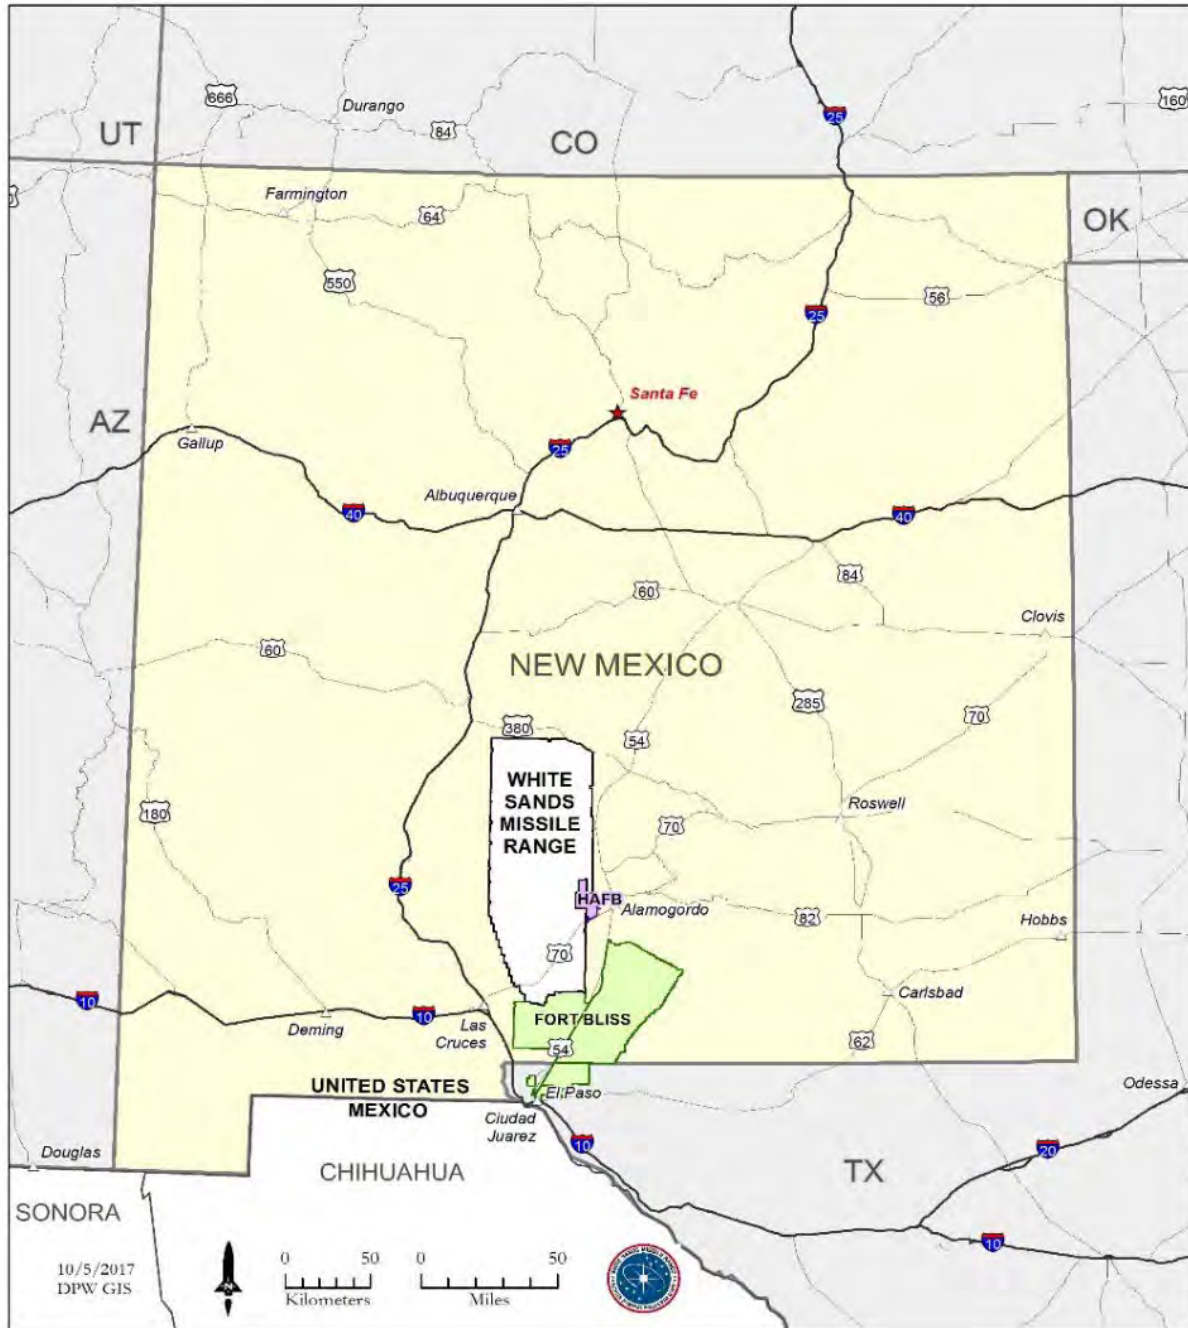 666
Durango
84
25
160
UT
CO
Farmington
64
OK
550
56
25
Santa Fe
AZ
Gallup
25
Albuquerque
40
40
84
60
Clovis
60
NEW MEXICO
285
70
380
54
WHITE
SANDS
MISSILE
RANGE
180
Roswell
70
25
HAFB
Alamogordo
82
Hobbs
70
10
Carlsbad
Deming
10
Las
Cruces
FORT BLISS
54
62
UNITED STATES
MEXICO
El Paso
Odessa
Ciudad
Juarez
10
20
Douglas
CHIHUAHUA
TX
SONORA
10
10/5/2017
DPW GIS
N
0 50
Kilometers
0 50
Miles